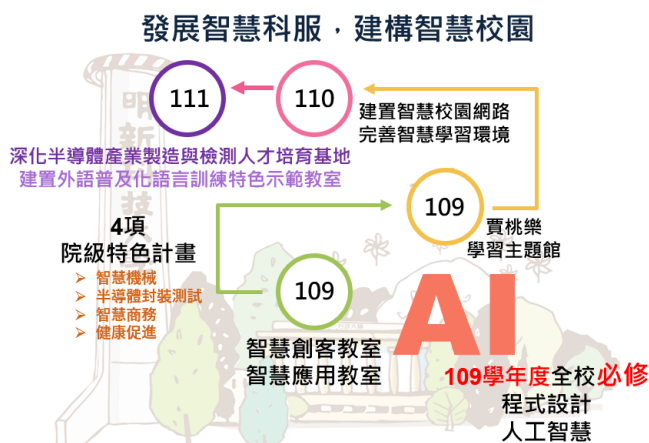 發展智慧科服，建構智慧校園
111
110
建置智慧校園網路
完善智慧學習環境
深化半導體產業製造與檢測人才培育基地
建置外語普及化語言訓練特色示範教室
109
賈桃樂
學習主題館
4項
院級特色計畫
➢ 智慧機械
➢ 半導體封裝測試
➢ 智慧商務
➢ 健康促進
109
智慧創客教室
智慧應用教室
AI
109學年度全校必修
程式設計
人工智慧
明新科技大